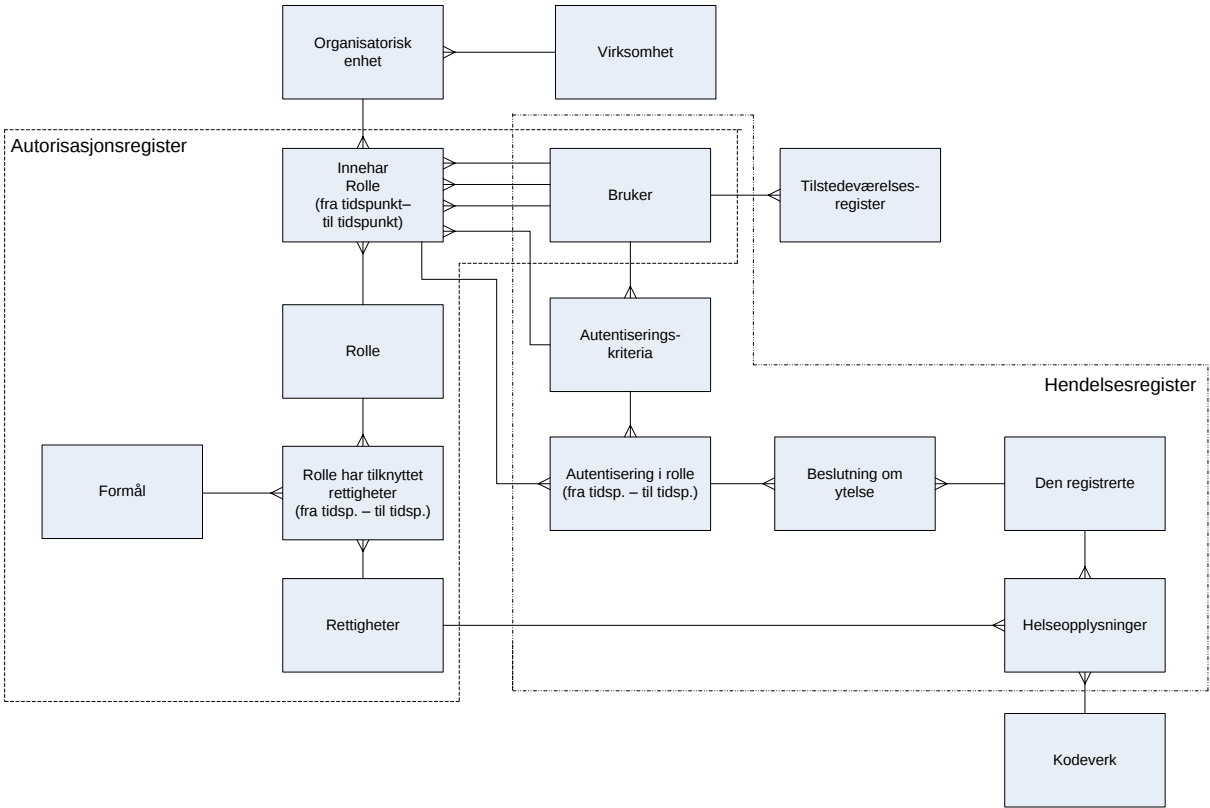 Organisatorisk
enhet
Virksomhet
Autorisasjonsregister
Innehar
Rolle
(fra tidspunkt–
til tidspunkt)
Bruker
Tilstedeværelses-
register
Rolle
Autentiserings-
kriteria
Hendelsesregister
Formål
Rolle har tilknyttet
rettigheter
(fra tidsp. – til tidsp.)
Autentisering i rolle
(fra tidsp. – til tidsp.)
Beslutning om
ytelse
Den registrerte
Rettigheter
Helseopplysninger
Kodeverk